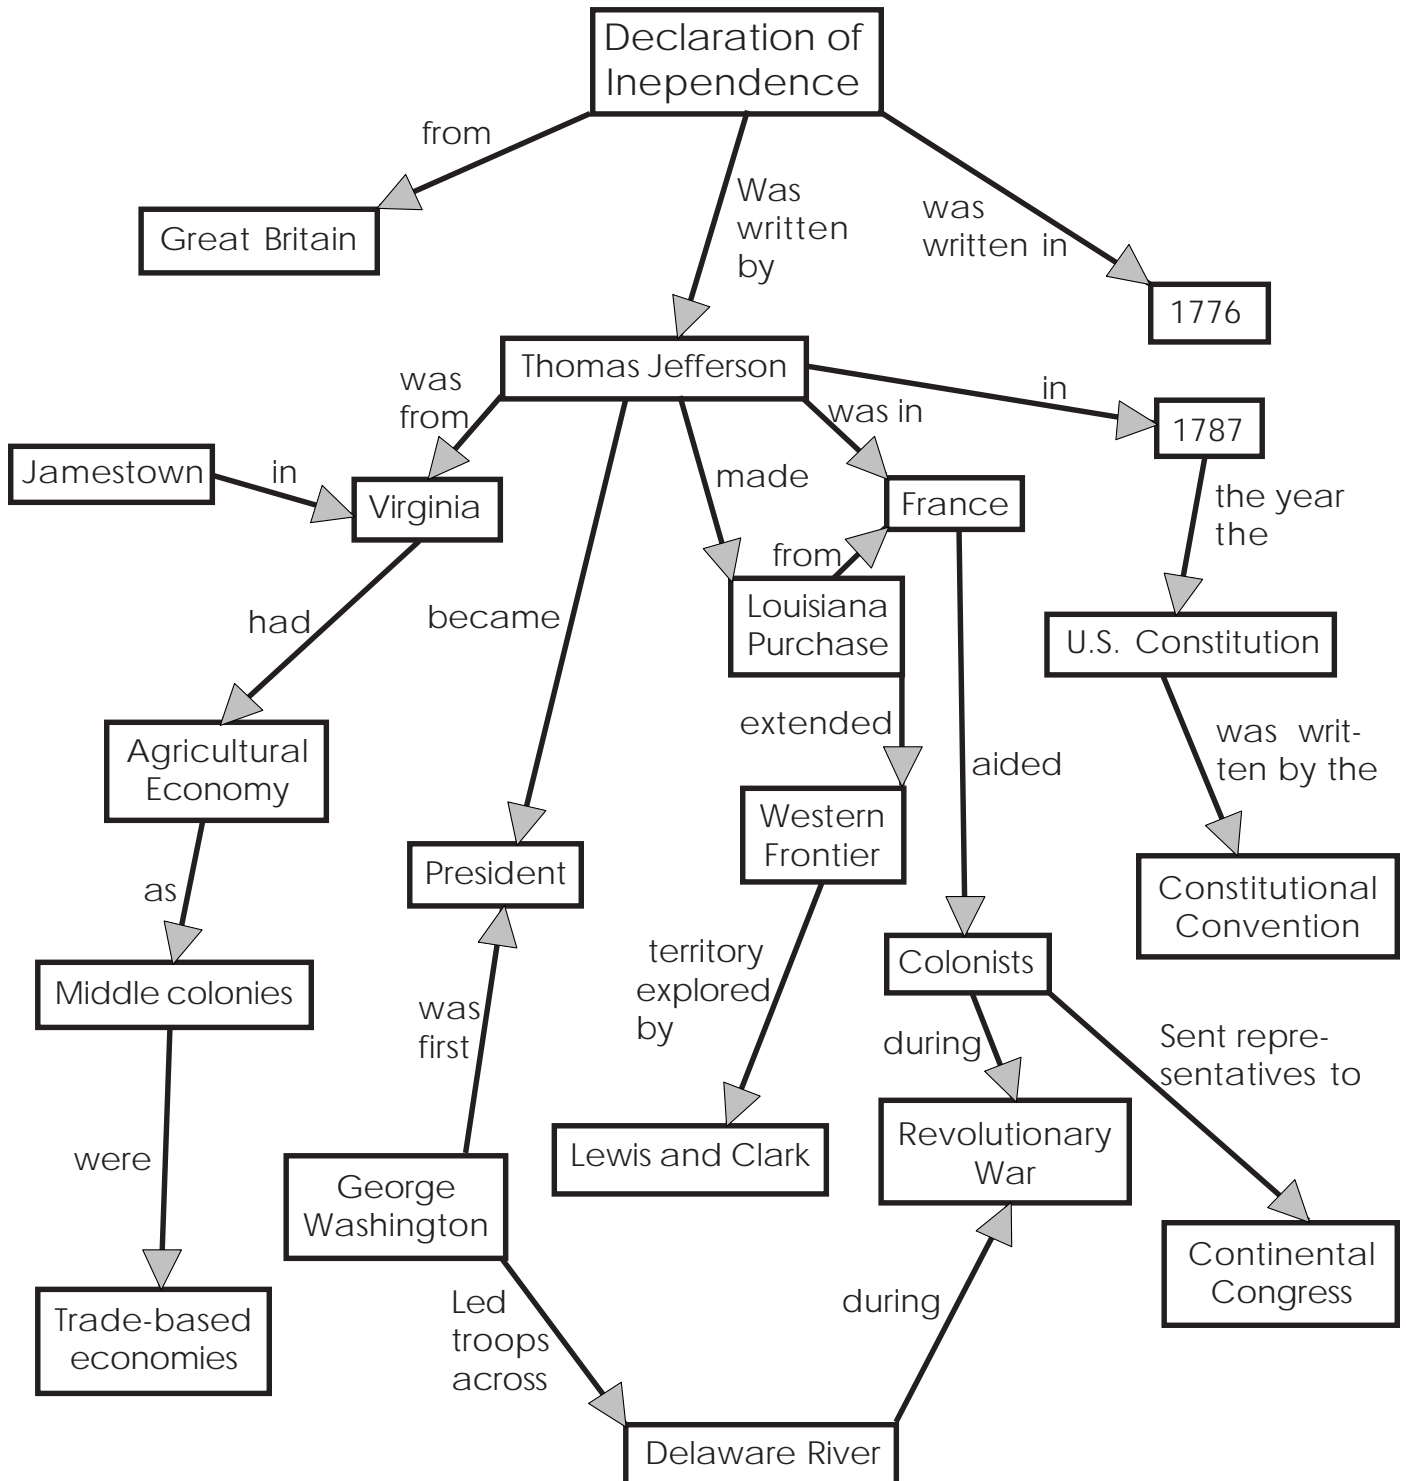 Declaration of
Inependence
from
Was
written
by
was
written in
Great Britain
1776
Thomas Jefferson
was
from
was in
in
1787
Jamestown
in
Virginia
made
France
the year
the
from
had
became
Louisiana
Purchase
U.S. Constitution
extended
was writ-
ten by the
Agricultural
Economy
aided
Western
Frontier
President
as
Constitutional
Convention
territory
explored
by
Colonists
Middle colonies
was
first
during
Sent repre-
sentatives to
were
Lewis and Clark
Revolutionary
War
George
Washington
Continental
Congress
Led
troops
across
during
Trade-based
economies
Delaware River